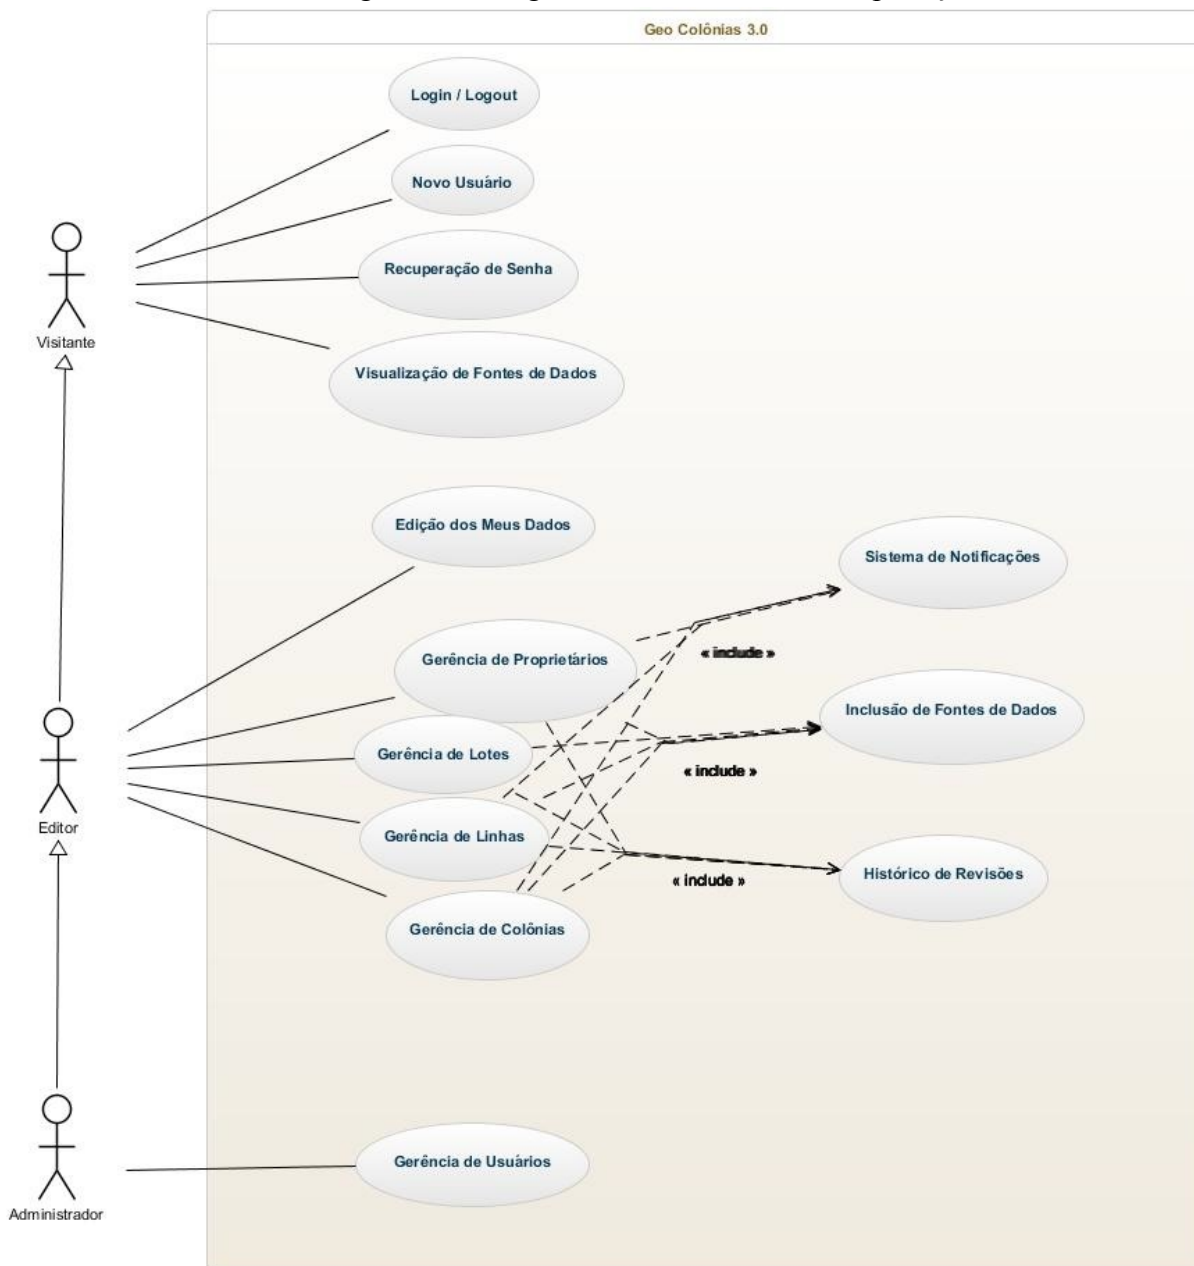 Geo Colônias 3.0
Login / Logout
Novo Usuário
Recuperação de Senha
Visualização de Fontes de Dados
Visitante
Edição dos Meus Dados
Sistema de Notificações
« include »
Gerência de Proprietários
Inclusão de Fontes de Dados
Gerência de Lotes
« include »
Editor
Gerência de Linhas
Histórico de Revisões
« include »
Gerência de Colônias
Gerência de Usuários
Administrador